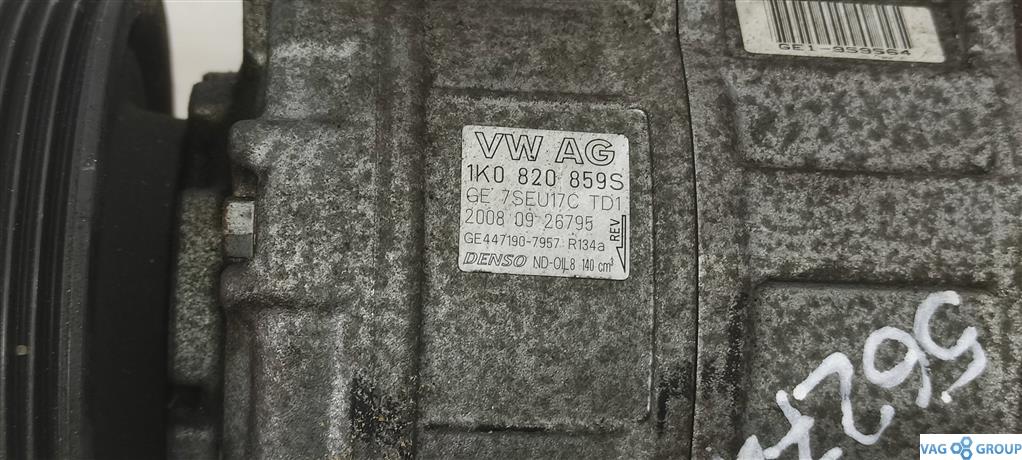 GE1-959564
VW AG
1K0 820 859S
GE 7SEU17C TD1
2008 09 26795
GE447190-7957 R134a
REV
DENSO ND-OIL8 140 cm³
VAG GROUP